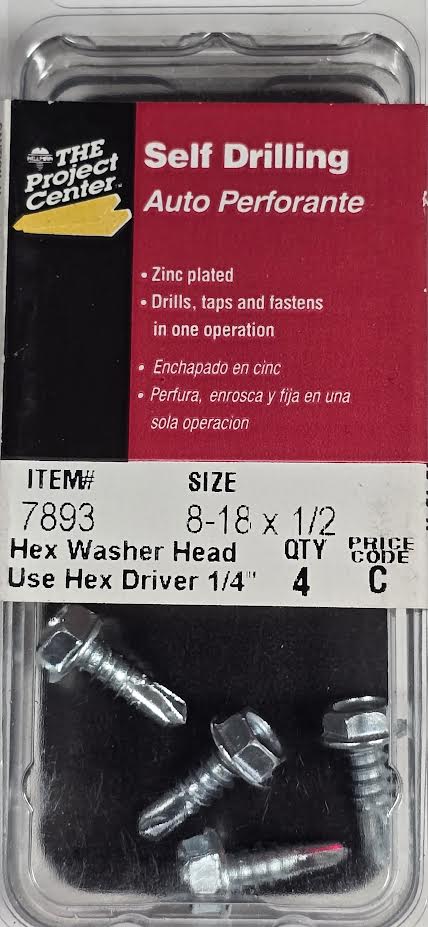 HILLMAN
THE
Project
Center™
Self Drilling
Auto Perforante
• Zinc plated
• Drills, taps and fastens
in one operation
• Enchapado en cinc
• Perfura, enrosca y fija en una
sola operacion
ITEM# SIZE
7893 8-18 x 1/2
Hex Washer Head QTY PRICE CODE
Use Hex Driver 1/4" 4 C